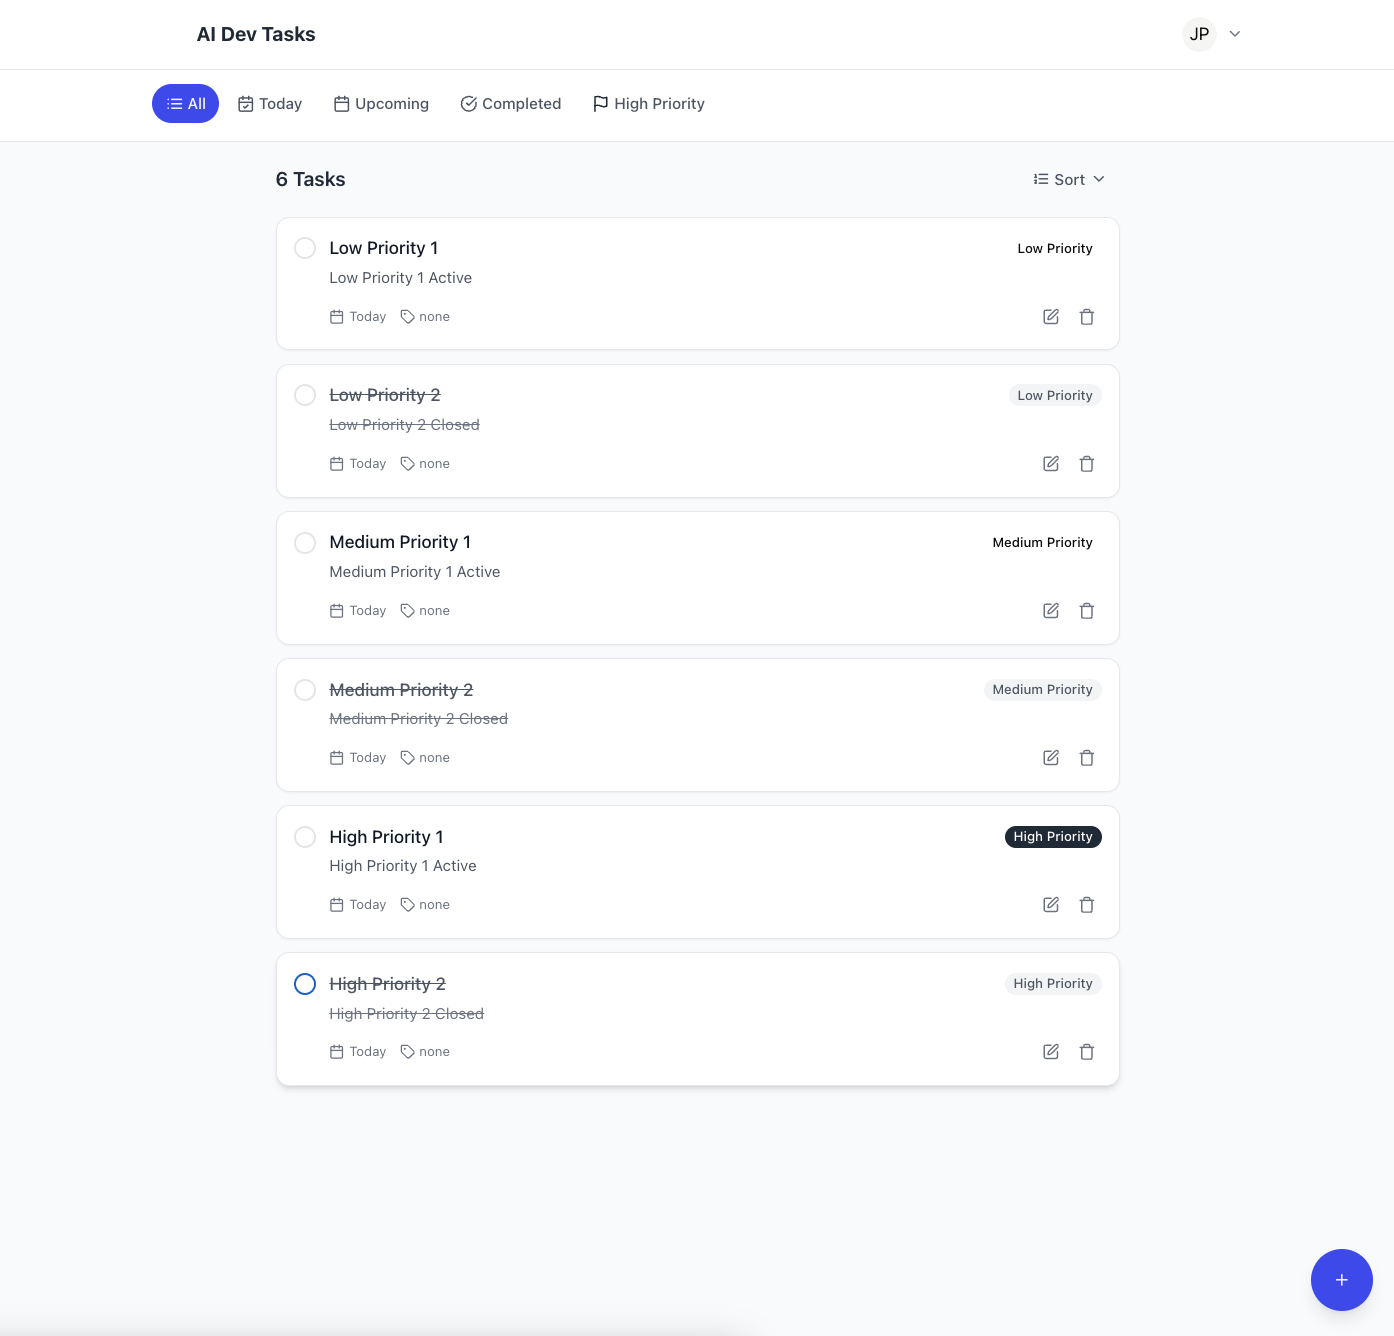 AI Dev Tasks
JP
All Today Upcoming Completed High Priority
6 Tasks
Sort
Low Priority 1
Low Priority
Low Priority 1 Active
Today none
Low Priority 2
Low Priority
Low Priority 2 Closed
Today none
Medium Priority 1
Medium Priority
Medium Priority 1 Active
Today none
Medium Priority 2
Medium Priority
Medium Priority 2 Closed
Today none
High Priority 1
High Priority
High Priority 1 Active
Today none
High Priority 2
High Priority
High Priority 2 Closed
Today none
+